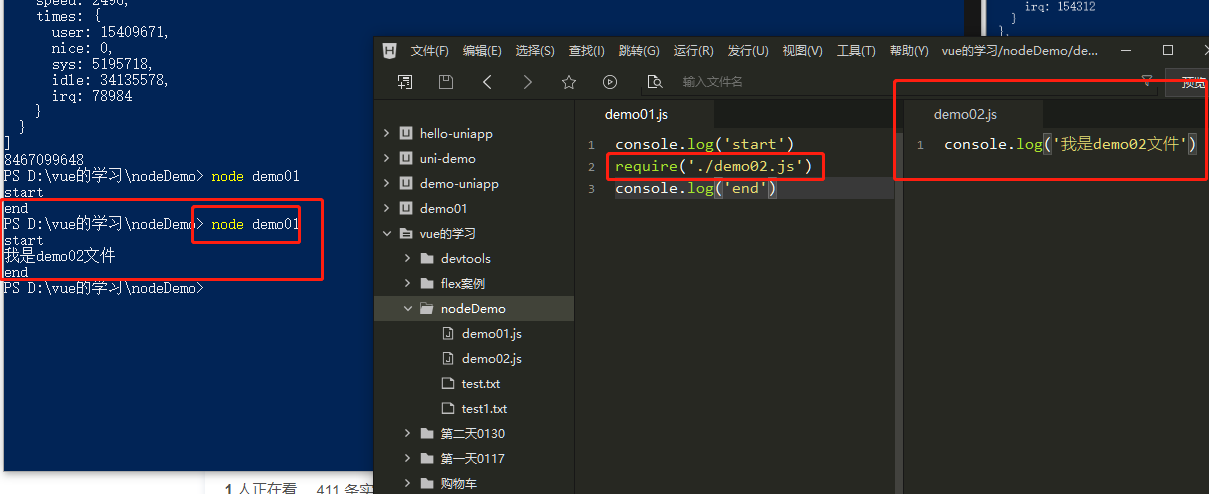 speed: 2496,
times: {
user: 15409671,
nice: 0,
sys: 5195718,
idle: 34135578,
irq: 78984
}
}
]
8467099648
PS D:\vue的学习\nodeDemo> node demo01
start
end
PS D:\vue的学习\nodeDemo> node demo01
start
我是demo02文件
end
PS D:\vue的学习\nodeDemo>
irq: 154312
}
},
H 文件(F) 编辑(E) 选择(S) 查找(I) 跳转(G) 运行(R) 发行(U) 视图(V) 工具(T) 帮助(H) vue的学习/nodeDemo/de...
输入文件名
预览
hello-uniapp
uni-demo
demo-uniapp
demo01
vue的学习
devtools
flex案例
nodeDemo
demo01.js
demo02.js
test.txt
test1.txt
第二天0130
第一天0117
购物车
demo01.js
1 console.log('start')
2 require('./demo02.js')
3 console.log('end')
demo02.js
1 console.log('我是demo02文件')
1 人正在看 411 条实